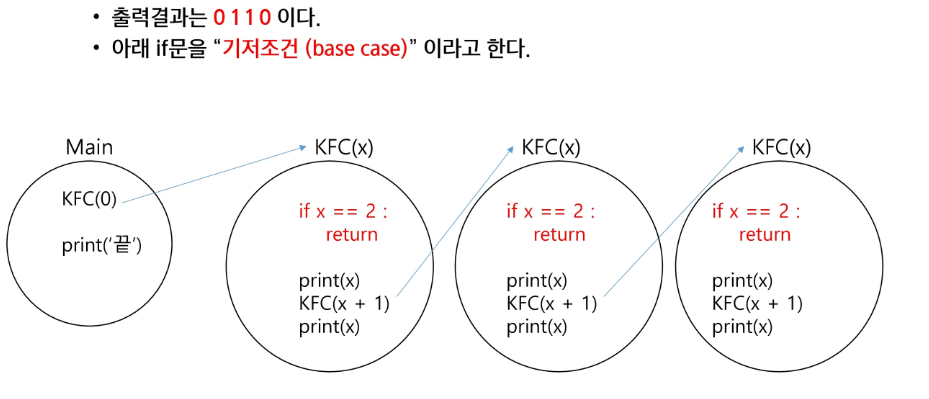 • 출력결과는 0 1 1 0 이다.
• 아래 if문을 “기저조건 (base case)” 이라고 한다.
Main
KFC(0)
print(‘끝’)
KFC(x)
if x == 2 :
return
print(x)
KFC(x + 1)
print(x)
KFC(x)
if x == 2 :
return
print(x)
KFC(x + 1)
print(x)
KFC(x)
if x == 2 :
return
print(x)
KFC(x + 1)
print(x)